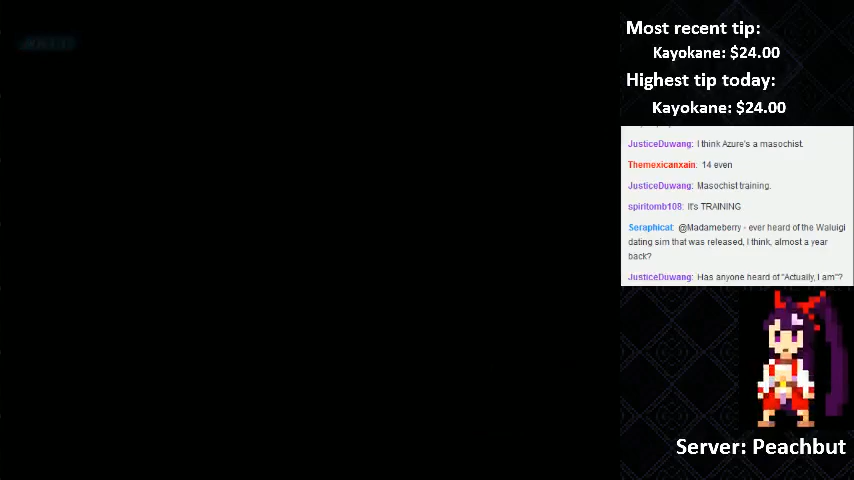 Most recent tip:
Kayokane: $24.00
Highest tip today:
Kayokane: $24.00
JusticeDuwang: I think Azure's a masochist.
Themexicanxain: 14 even
JusticeDuwang: Masochist training.
spiritomb108: It's TRAINING
Seraphicat: @Madameberry - ever heard of the Waluigi
dating sim that was released, I think, almost a year
back?
JusticeDuwang: Has anyone heard of "Actually, I am"?
Server: Peachbut